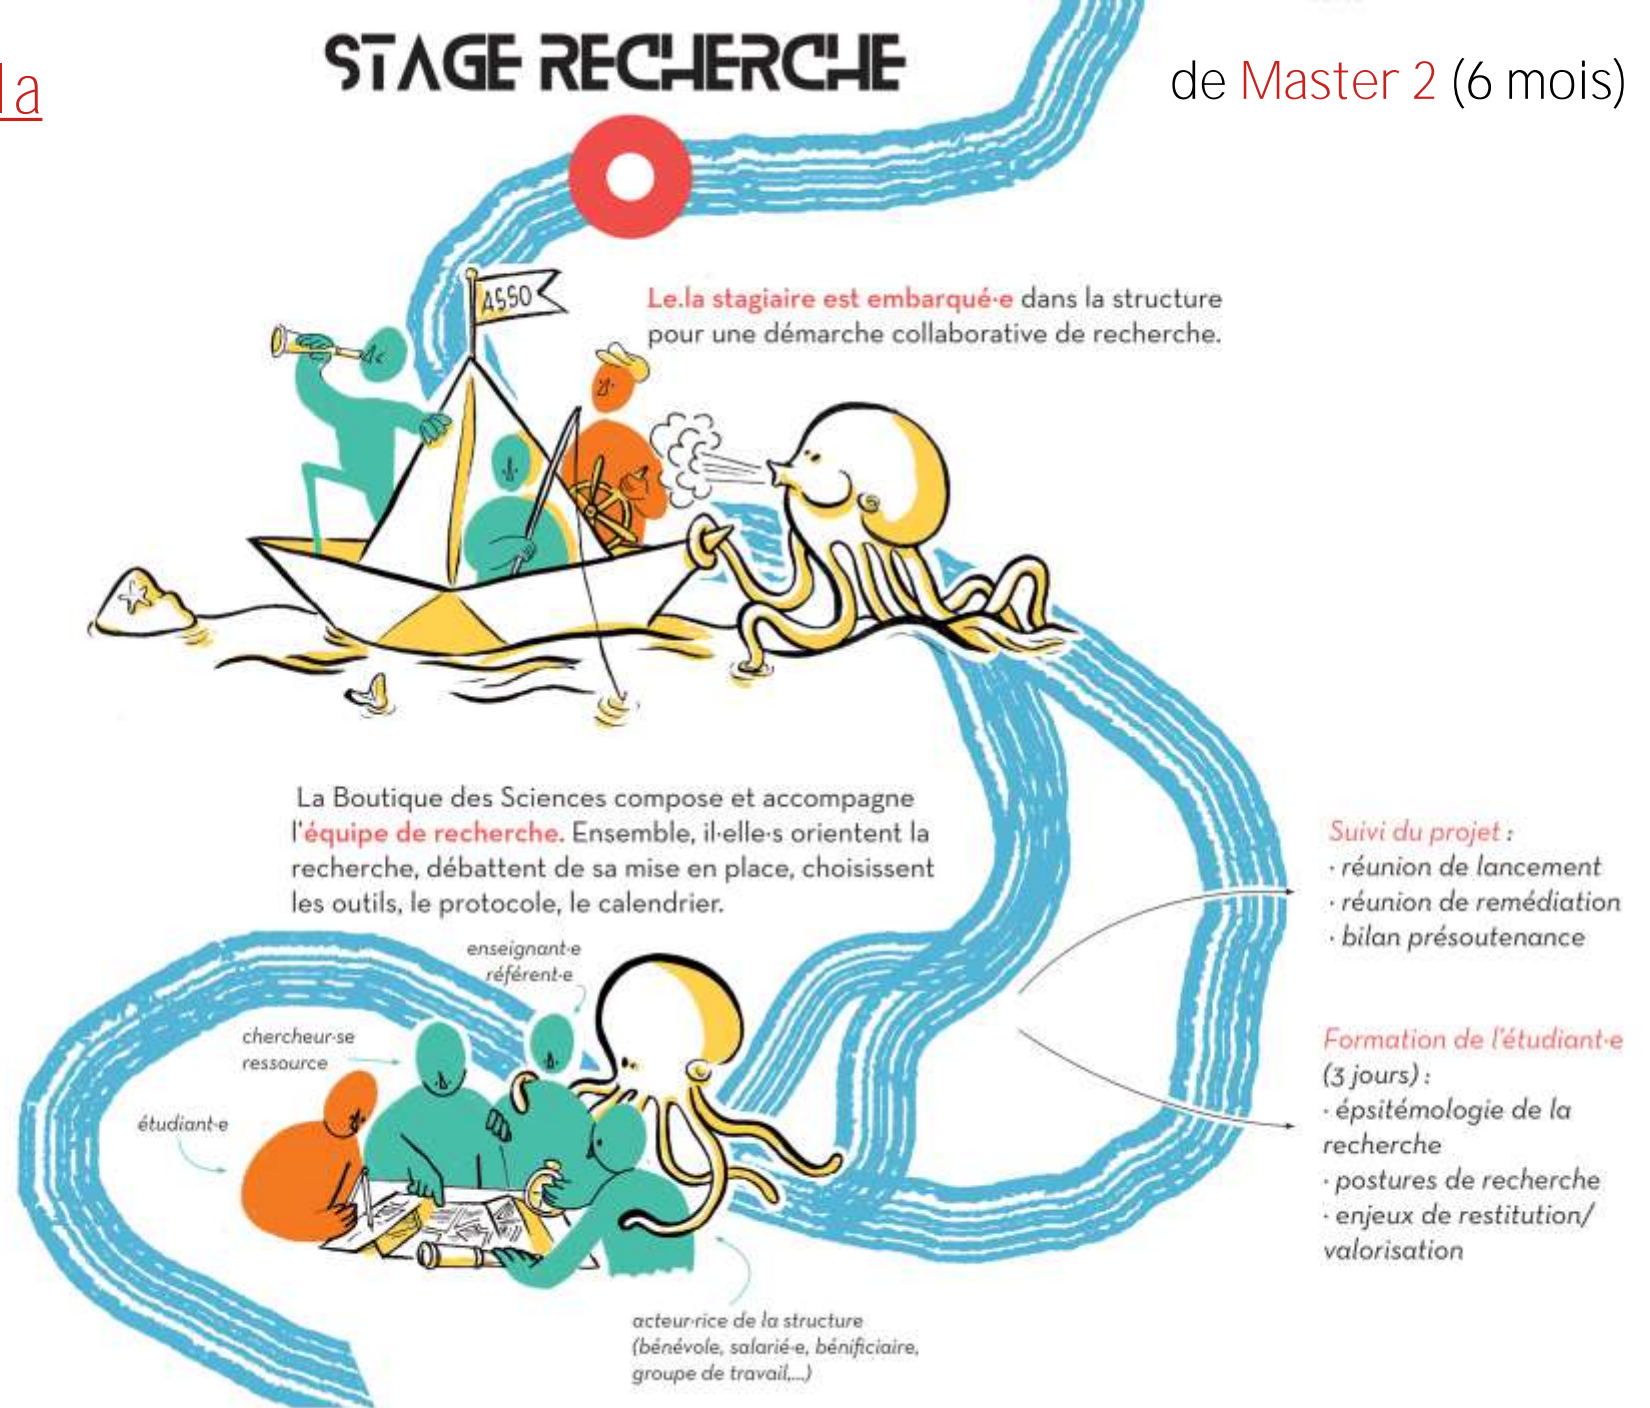 STAGE RECHERCHE
la
de Master 2 (6 mois)
ASSO
Le.la stagiaire est embarqué·e dans la structure
pour une démarche collaborative de recherche.
La Boutique des Sciences compose et accompagne
l'équipe de recherche. Ensemble, il·elle·s orientent la
recherche, débattent de sa mise en place, choisissent
les outils, le protocole, le calendrier.
Suivi du projet :
· réunion de lancement
· réunion de remédiation
· bilan présoutenance
enseignant·e
référent·e
chercheur·se
ressource
étudiant·e
Formation de l'étudiant·e
(3 jours) :
· épsitémologie de la
recherche
· postures de recherche
· enjeux de restitution/
valorisation
acteur·rice de la structure
(bénévole, salarié·e, bénificiaire,
groupe de travail,...)